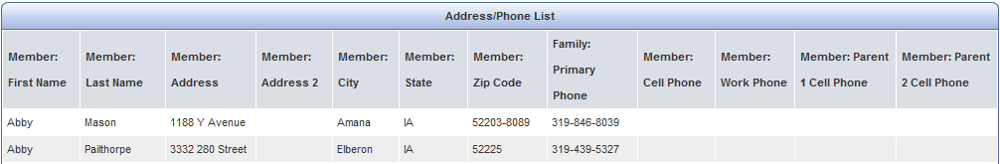 Address/Phone List
Member: First Name Member: Last Name Member: Address Member: Address 2 Member: City Member: State Member: Zip Code Family: Primary Phone Member: Cell Phone Member: Work Phone Member: Parent 1 Cell Phone Member: Parent 2 Cell Phone
Abby Mason 1188 Y Avenue Amana IA 52203-8089 319-846-8039
Abby Pailthorpe 3332 280 Street Elberon IA 52225 319-439-5327